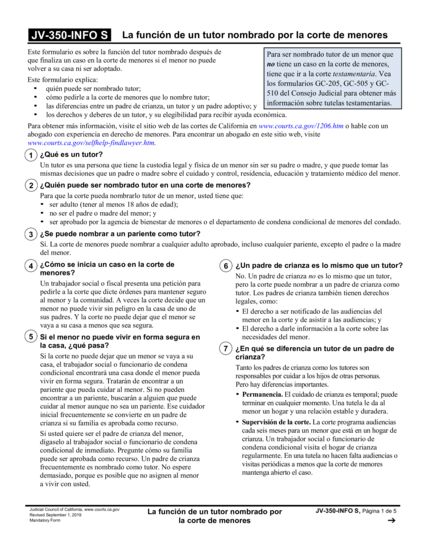 JV-350-INFO S La función de un tutor nombrado por la corte de menores
Este formulario es sobre la función del tutor nombrado después de
que finaliza un caso en la corte de menores si el menor no puede
volver a su casa ni ser adoptado.
Este formulario explica:
• quién puede ser nombrado tutor;
• cómo pedirle a la corte de menores que lo nombre tutor;
• las diferencias entre un padre de crianza, un tutor y un padre adoptivo; y
• los derechos y deberes de un tutor, y su elegibilidad para recibir ayuda económica.
Para ser nombrado tutor de un menor que
no tiene un caso en la corte de menores,
tiene que ir a la corte testamentaria. Vea
los formularios GC-205, GC-505 y GC-
510 del Consejo Judicial para obtener más
información sobre tutelas testamentarias.
Para obtener más información, visite el sitio web de las cortes de California en www.courts.ca.gov/1206.htm o hable con un
abogado con experiencia en derecho de menores. Para encontrar un abogado en este sitio web, visite
www.courts.ca.gov/selfhelp-findlawyer.htm.
1 ¿Qué es un tutor?
Un tutor es una persona que tiene la custodia legal y física de un menor sin ser su padre o madre, y que puede tomar las
mismas decisiones que un padre o madre sobre el cuidado y control, residencia, educación y tratamiento médico del menor.
2 ¿Quién puede ser nombrado tutor en una corte de menores?
Para que la corte pueda nombrarlo tutor de un menor, usted tiene que:
• ser adulto (tener al menos 18 años de edad);
• no ser el padre o madre del menor; y
• ser aprobado por la agencia de bienestar de menores o el departamento de condena condicional de menores del condado.
3 ¿Se puede nombrar a un pariente como tutor?
Sí. La corte de menores puede nombrar a cualquier adulto aprobado, incluso cualquier pariente, excepto el padre o la madre
del menor.
4 ¿Cómo se inicia un caso en la corte de
menores?
Un trabajador social o fiscal presenta una petición para
pedirle a la corte que dicte órdenes para mantener seguro
al menor y la comunidad. A veces la corte decide que un
menor no puede vivir sin peligro en la casa de uno de
sus padres. Y la corte no puede dejar que el menor se
vaya a su casa a menos que sea segura.
5 Si el menor no puede vivir en forma segura en
la casa, ¿qué pasa?
Si la corte no puede dejar que un menor se vaya a su
casa, el trabajador social o funcionario de condena
condicional encontrará una casa donde el menor pueda
vivir en forma segura. Tratarán de encontrar a un
pariente que pueda cuidar al menor. Si no pueden
encontrar a un pariente, buscarán a alguien que puede
cuidar al menor aunque no sea un pariente. Ese cuidador
inicial frecuentemente se convierte en un padre de
crianza si su familia es aprobada como recurso.
Si usted quiere ser el padre de crianza del menor,
dígaselo al trabajador social o funcionario de condena
condicional de inmediato. Pregunte cómo su familia
puede ser aprobada como recurso. Un padre de crianza
frecuentemente es nombrado como tutor. No espere
demasiado, porque es posible que no asignen al menor
a vivir con usted.
6 ¿Un padre de crianza es lo mismo que un tutor?
No. Un padre de crianza no es lo mismo que un tutor,
pero la corte puede nombrar a un padre de crianza como
tutor. Los padres de crianza también tienen derechos
legales, como:
• El derecho a ser notificado de las audiencias del
menor en la corte y de asistir a las audiencias; y
• El derecho a darle información a la corte sobre las
necesidades del menor.
7 ¿En qué se diferencia un tutor de un padre de
crianza?
Tanto los padres de crianza como los tutores son
responsables por cuidar a los hijos de otras personas.
Pero hay diferencias importantes.
• Permanencia. El cuidado de crianza es temporal; puede
terminar en cualquier momento. Una tutela le da al
menor un hogar y una relación estable y duradera.
• Supervisión de la corte. La corte programa audiencias
cada seis meses para un menor que está en un hogar de
crianza. Un trabajador social o funcionario de
condena condicional visita el hogar de crianza
regularmente. En una tutela no hacen falta audiencias o
visitas periódicas a menos que la corte de menores
mantenga abierto el caso.
Judicial Council of California, www.courts.ca.gov
Revised September 1, 2019
Mandatory Form
La función de un tutor nombrado por
la corte de menores
JV-350-INFO S, Página 1 de 5
➔